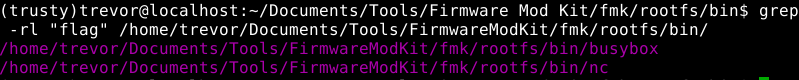 (trusty)trevor@localhost:~/Documents/Tools/Firmware Mod Kit/fmk/rootfs/bin$ grep
-rl "flag" /home/trevor/Documents/Tools/FirmwareModKit/fmk/rootfs/bin/
/home/trevor/Documents/Tools/FirmwareModKit/fmk/rootfs/bin/busybox
/home/trevor/Documents/Tools/FirmwareModKit/fmk/rootfs/bin/nc